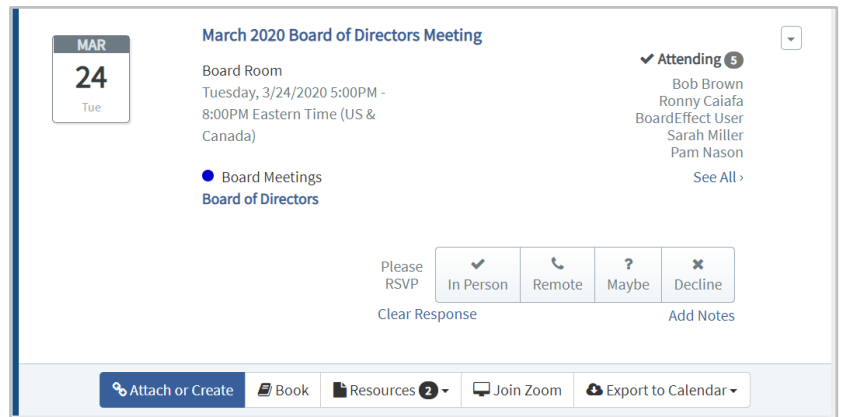 MAR
24
Tue
March 2020 Board of Directors Meeting
Board Room
Tuesday, 3/24/2020 5:00PM -
8:00PM Eastern Time (US &
Canada)
Board Meetings
Board of Directors
Attending 5
Bob Brown
Ronny Caiafa
BoardEffect User
Sarah Miller
Pam Nason
See All ›
Please
RSVP
In Person
Remote
?
Maybe
Decline
Clear Response
Add Notes
Attach or Create
Book
Resources 2
Join Zoom
Export to Calendar